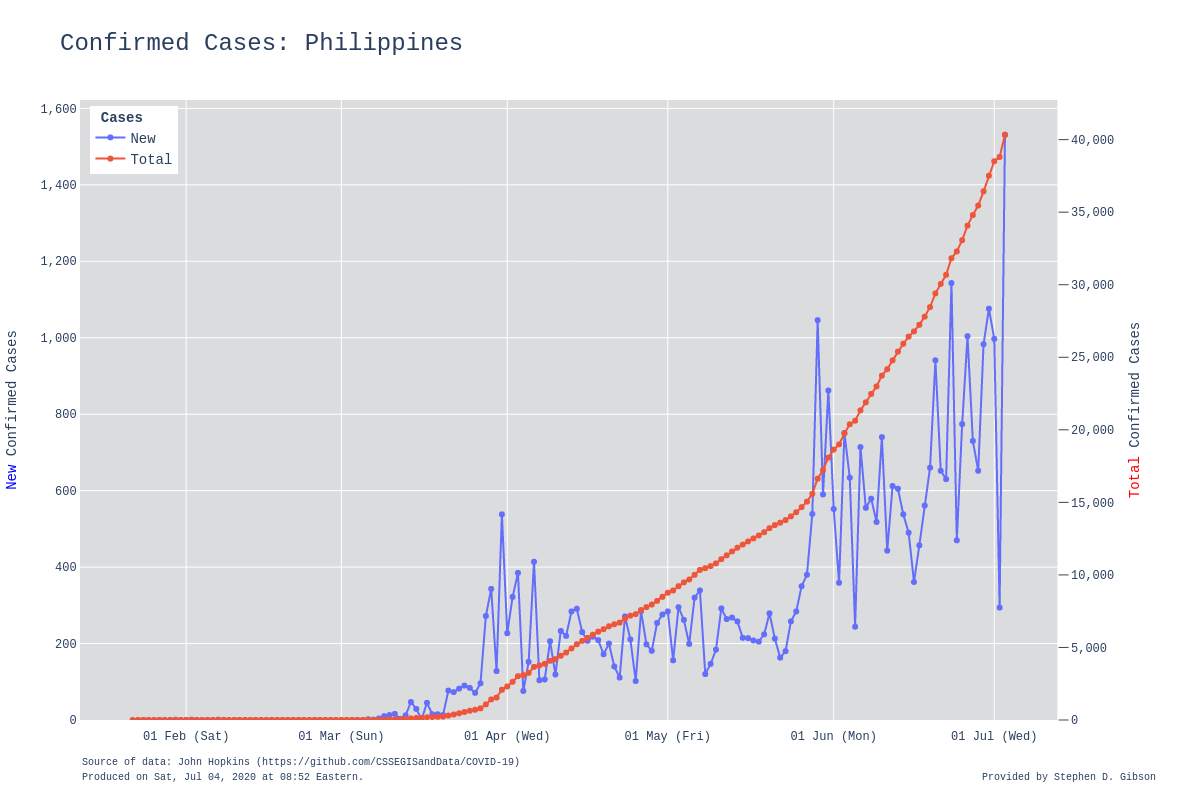 Confirmed Cases: Philippines
Cases
New
Total
1,600
1,400
1,200
1,000
800
600
400
200
0
New Confirmed Cases
40,000
35,000
30,000
25,000
20,000
15,000
10,000
5,000
0
Total Confirmed Cases
01 Feb (Sat)
01 Mar (Sun)
01 Apr (Wed)
01 May (Fri)
01 Jun (Mon)
01 Jul (Wed)
Source of data: John Hopkins (https://github.com/CSSEGISandData/COVID-19)
Produced on Sat, Jul 04, 2020 at 08:52 Eastern.
Provided by Stephen D. Gibson